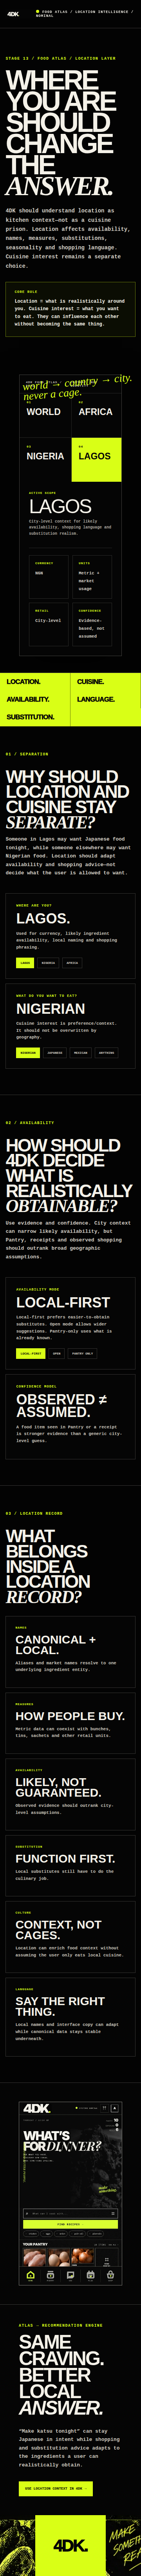 4DK.
FOOD ATLAS / LOCATION INTELLIGENCE /
NOMINAL
STAGE 13 / FOOD ATLAS / LOCATION LAYER
WHERE
YOU ARE
SHOULD
CHANGE
THE
ANSWER.
4DK should understand location as
kitchen context—not as a cuisine
prison. Location affects availability,
names, measures, substitutions,
seasonality and shopping language.
Cuisine interest remains a separate
choice.
CORE RULE
Location = what is realistically around
you. Cuisine interest = what you want
to eat. They can influence each other
without becoming the same thing.
world → country → city.
never a cage.
01
WORLD
AFRICA
03
NIGERIA
04
LAGOS
ACTIVE SCOPE
LAGOS
City-level context for likely
availability, shopping language and
substitution realism.
CURRENCY
NGN
UNITS
Metric +
market
usage
RETAIL
City-level
CONFIDENCE
Evidence-
based, not
assumed
LOCATION.
CUISINE.
AVAILABILITY.
LANGUAGE.
SUBSTITUTION.
01 / SEPARATION
WHY SHOULD
LOCATION AND
CUISINE STAY
SEPARATE?
Someone in Lagos may want Japanese food
tonight, while someone elsewhere may want
Nigerian food. Location should adapt
availability and shopping advice—not
decide what the user is allowed to want.
WHERE ARE YOU?
LAGOS.
Used for currency, likely ingredient
availability, local naming and shopping
phrasing.
LAGOS
NIGERIA
AFRICA
WHAT DO YOU WANT TO EAT?
NIGERIAN
Cuisine interest is preference/context.
It should not be overwritten by
geography.
NIGERIAN
JAPANESE
MEXICAN
ANYTHING
02 / AVAILABILITY
HOW SHOULD
4DK DECIDE
WHAT IS
REALISTICALLY
OBTAINABLE?
Use evidence and confidence. City context
can narrow likely availability, but
Pantry, receipts and observed shopping
should outrank broad geographic
assumptions.
AVAILABILITY MODE
LOCAL-FIRST
Local-first prefers easier-to-obtain
substitutes. Open mode allows wider
suggestions. Pantry-only uses what is
already known.
LOCAL-FIRST
OPEN
PANTRY ONLY
CONFIDENCE MODEL
OBSERVED ≠
ASSUMED.
A food item seen in Pantry or a receipt
is stronger evidence than a generic city-
level guess.
03 / LOCATION RECORD
WHAT
BELONGS
INSIDE A
LOCATION
RECORD?
NAMES
CANONICAL +
LOCAL.
Aliases and market names resolve to one
underlying ingredient entity.
MEASURES
HOW PEOPLE BUY.
Metric data can coexist with bunches,
tins, sachets and other retail units.
AVAILABILITY
LIKELY, NOT
GUARANTEED.
Observed evidence should outrank city-
level assumptions.
SUBSTITUTION
FUNCTION FIRST.
Local substitutes still have to do the
culinary job.
CULTURE
CONTEXT, NOT
CAGES.
Location can enrich food context without
assuming the user only eats local cuisine.
LANGUAGE
SAY THE RIGHT
THING.
Local names and interface copy can adapt
while canonical data stays stable
underneath.
4DK.
WHAT'S
FOR DINNER?
FIND RECIPES
YOUR PANTRY
ATLAS → RECOMMENDATION ENGINE
SAME
CRAVING.
BETTER
LOCAL
ANSWER.
“Make katsu tonight” can stay
Japanese in intent while shopping
and substitution advice adapts to
the ingredients a user can
realistically obtain.
USE LOCATION CONTEXT IN 4DK →
4DK.
MAKE
SOMETHING